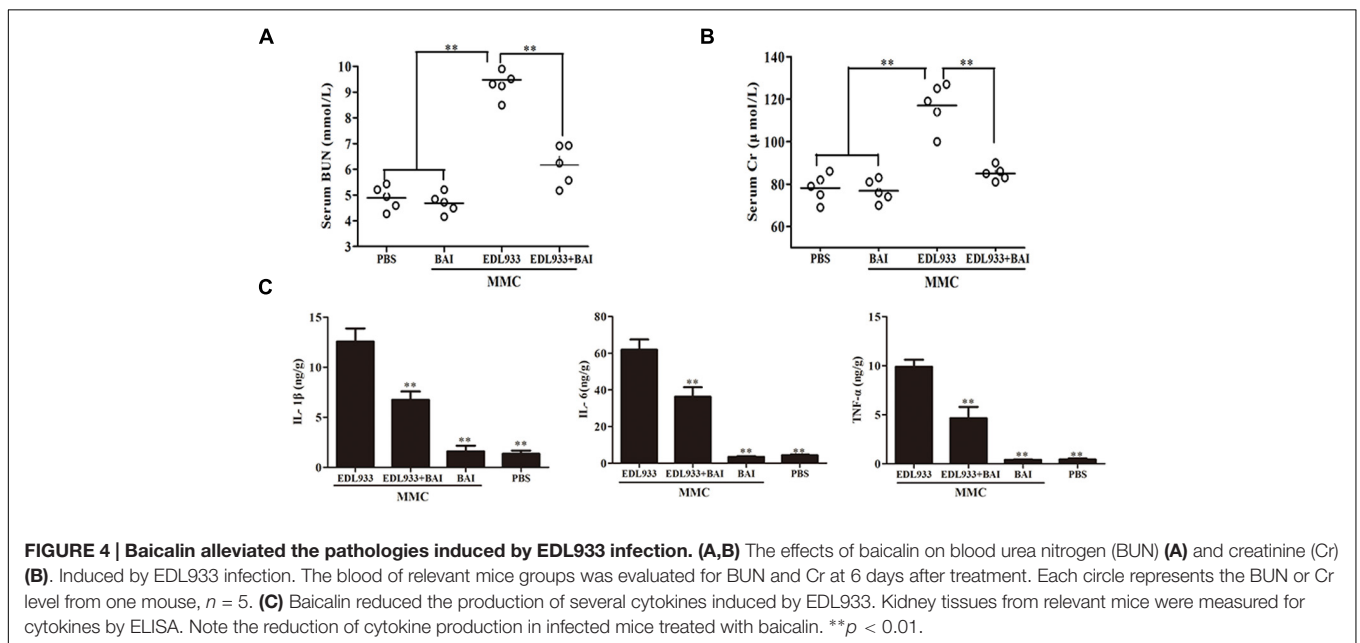 A
**
**
Serum BUN (mmol/L)
10
9
8
7
6
5
4
3
PBS
BAI
EDL933
EDL933+BAI
MMC
B
**
**
Serum Cr (μ mol/L)
140
120
100
80
60
PBS
BAI
EDL933
EDL933+BAI
MMC
C
IL- 1β (ng/g)
15
10
5
0
**
**
**
EDL933
EDL933+BAI
BAI
PBS
MMC
IL- 6(ng/g)
80
60
40
20
0
**
**
**
EDL933
EDL933+BAI
BAI
PBS
MMC
TNF-α (ng/g)
15
10
5
0
**
**
**
EDL933
EDL933+BAI
BAI
PBS
MMC
FIGURE 4 | Baicalin alleviated the pathologies induced by EDL933 infection. (A,B) The effects of baicalin on blood urea nitrogen (BUN) (A) and creatinine (Cr)
(B). Induced by EDL933 infection. The blood of relevant mice groups was evaluated for BUN and Cr at 6 days after treatment. Each circle represents the BUN or Cr
level from one mouse, n = 5. (C) Baicalin reduced the production of several cytokines induced by EDL933. Kidney tissues from relevant mice were measured for
cytokines by ELISA. Note the reduction of cytokine production in infected mice treated with baicalin. **p < 0.01.